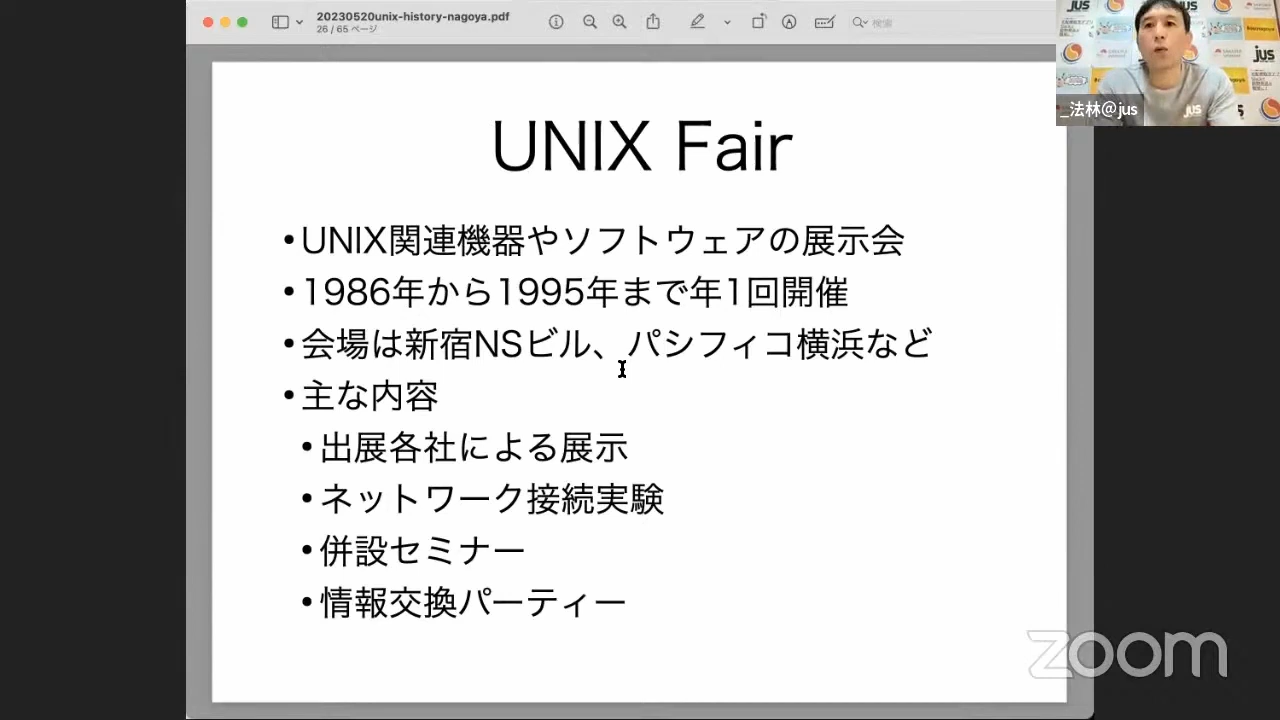 20230520unix-history-nagoya.pdf
26 / 65 ページ
検索
UNIX Fair
•UNIX関連機器やソフトウェアの展示会
•1986年から1995年まで年1回開催
•会場は新宿NSビル、パシフィコ横浜など
•主な内容
•出展各社による展示
•ネットワーク接続実験
•併設セミナー
•情報交換パーティー
jus
jus
jus
_法林@jus
zoom